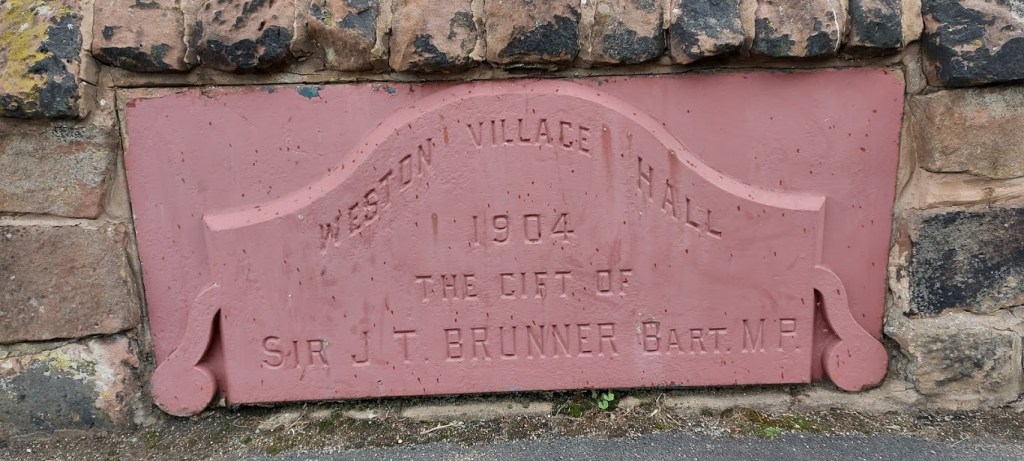 WESTON VILLAGE HALL
1904
THE GIFT OF
SIR J T. BRUNNER BART. M P.